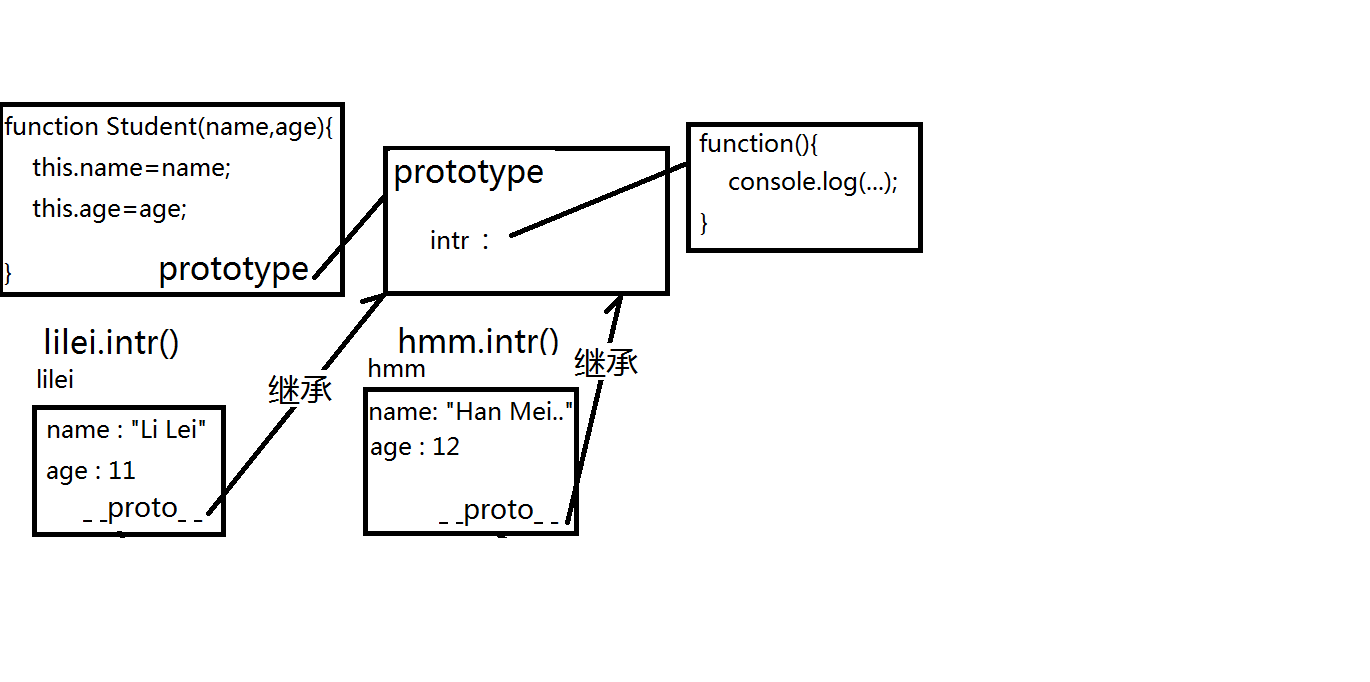 function Student(name,age){
this.name=name;
this.age=age;
} prototype
prototype
intr :
function(){
console.log(...);
}
lilei.intr()
lilei
name : "Li Lei"
age : 11
_ _proto_ _
继承
hmm.intr()
hmm
name: "Han Mei.."
age : 12
_ _proto_ _
继承